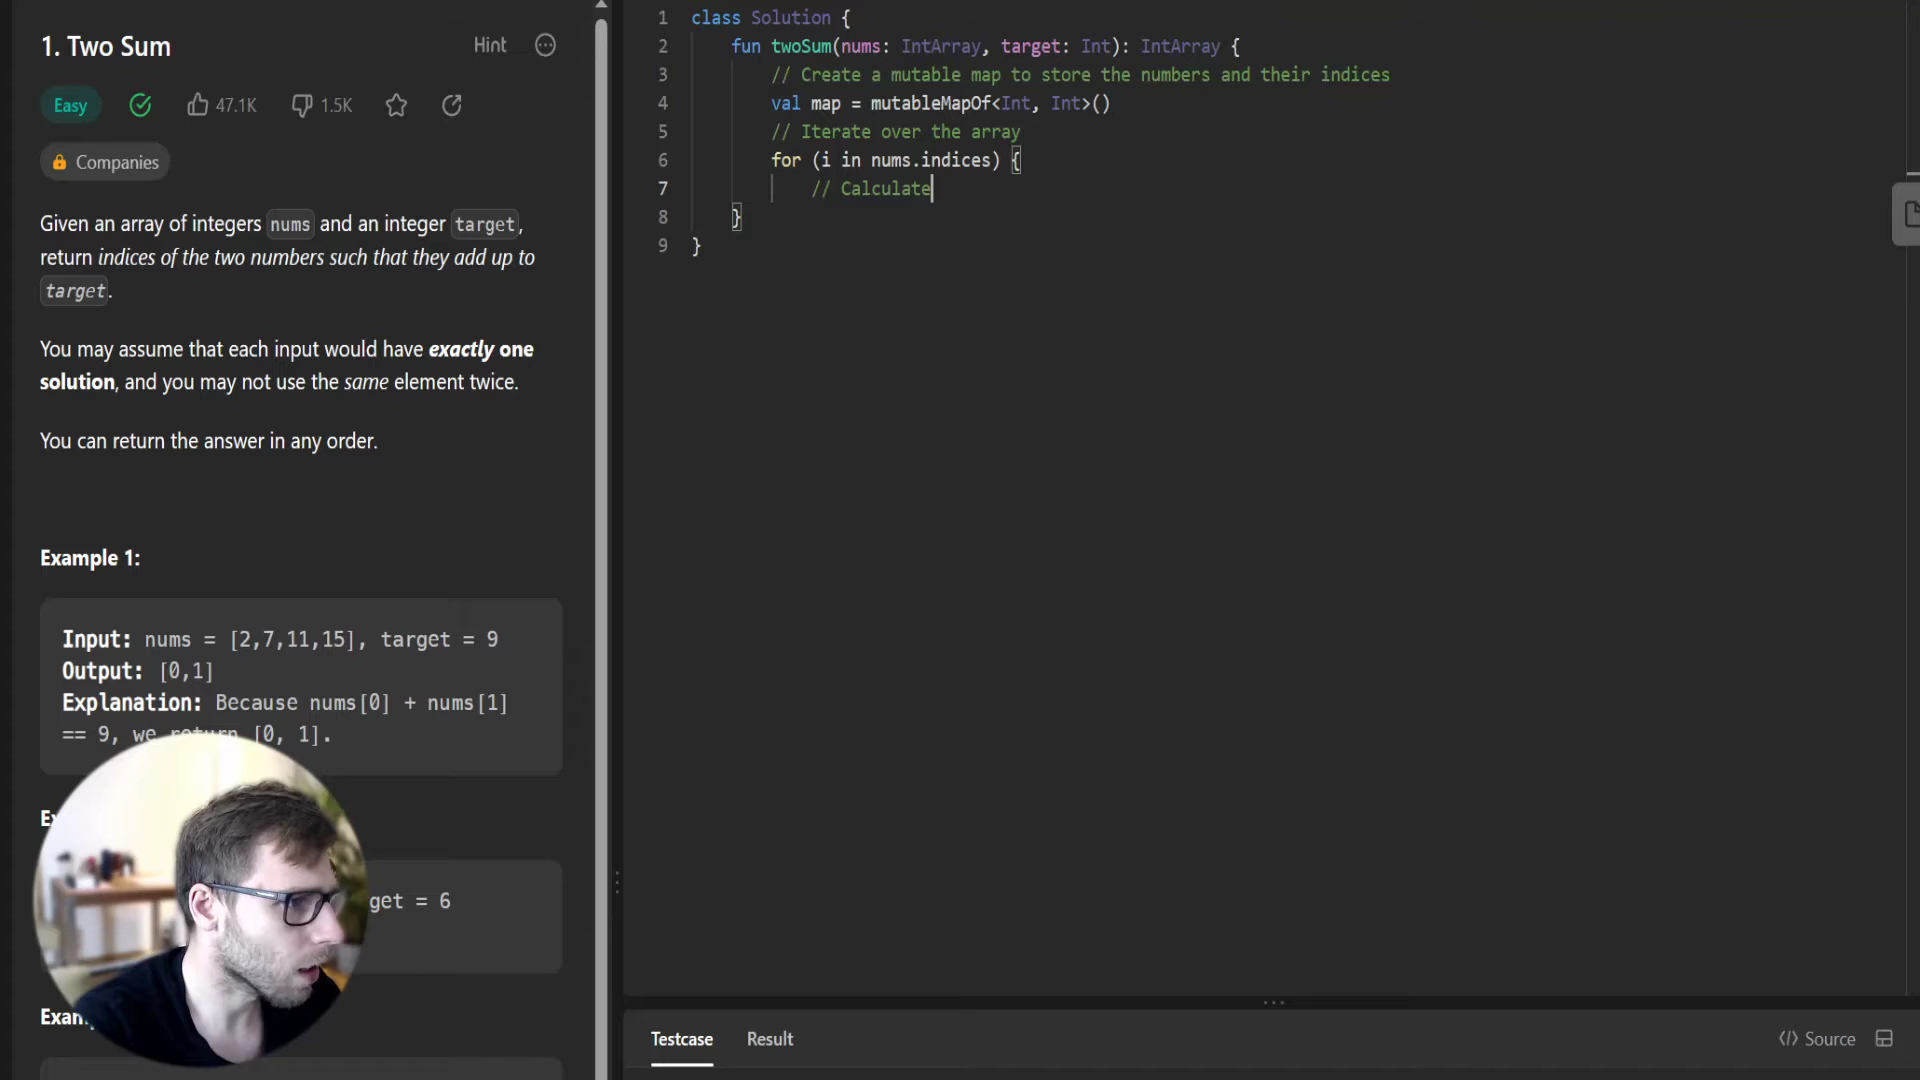 1. Two Sum
Hint
Easy
47.1K
1.5K
Companies
Given an array of integers nums and an integer target,
return indices of the two numbers such that they add up to
target.
You may assume that each input would have exactly one
solution, and you may not use the same element twice.
You can return the answer in any order.
Example 1:
Input: nums = [2,7,11,15], target = 9
Output: [0,1]
Explanation: Because nums[0] + nums[1]
== 9, we return [0, 1].
get = 6
1 class Solution {
2 fun twoSum(nums: IntArray, target: Int): IntArray {
3 // Create a mutable map to store the numbers and their indices
4 val map = mutableMapOf<Int, Int>()
5 // Iterate over the array
6 for (i in nums.indices) {
7 // Calculate
8 }
9 }
Testcase
Result
</> Source